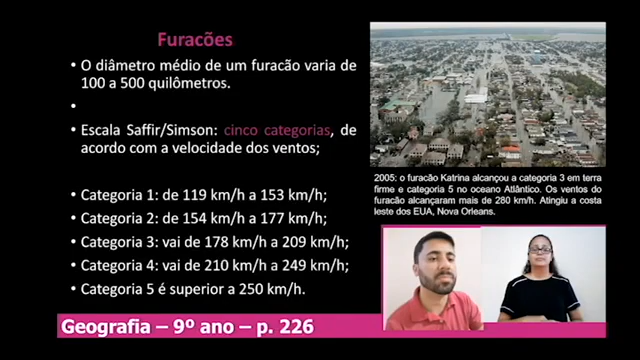 Furacões
• O diâmetro médio de um furacão varia de
100 a 500 quilômetros.
•
• Escala Saffir/Simson: cinco categorias, de
acordo com a velocidade dos ventos;
• Categoria 1: de 119 km/h a 153 km/h;
• Categoria 2: de 154 km/h a 177 km/h;
• Categoria 3: vai de 178 km/h a 209 km/h;
• Categoria 4: vai de 210 km/h a 249 km/h;
• Categoria 5 é superior a 250 km/h.
2005: o furacão Katrina alcançou a categoria 3 em terra
firme e categoria 5 no oceano Atlântico. Os ventos do
furacão alcançaram mais de 280 km/h. Atingiu a costa
leste dos EUA, Nova Orleans.
Geografia – 9º ano – p. 226